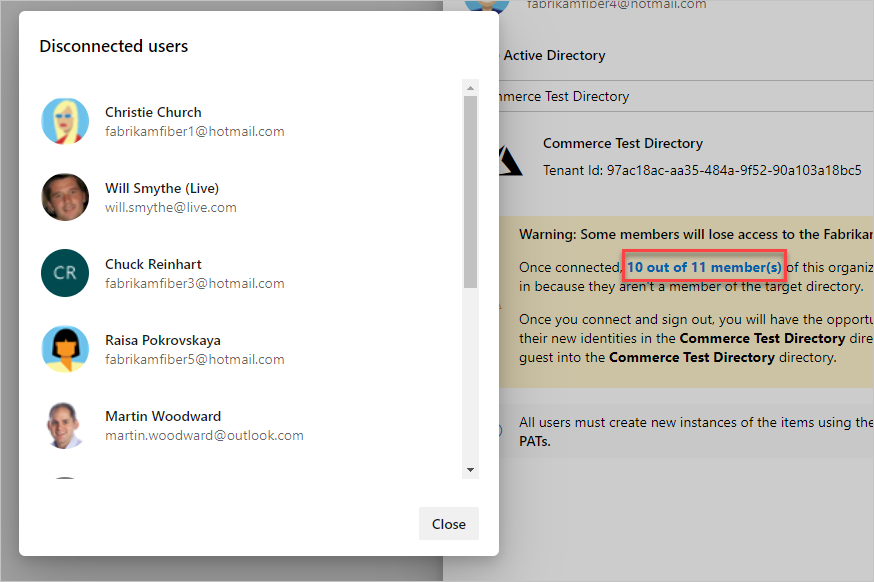 Disconnected users
Christie Church
fabrikamfiber1@hotmail.com
Will Smythe (Live)
will.smythe@live.com
CR
Chuck Reinhart
fabrikamfiber3@hotmail.com
Raisa Pokrovskaya
fabrikamfiber5@hotmail.com
Martin Woodward
martin.woodward@outlook.com
Close
fabrikamfiber4@hotmail.com
Active Directory
mmerce Test Directory
Commerce Test Directory
Tenant Id: 97ac18ac-aa35-484a-9f52-90a103a18bc5
Warning: Some members will lose access to the Fabrikam
Once connected, 10 out of 11 member(s) of this organiz
in because they aren't a member of the target directory.
Once you connect and sign out, you will have the opportu
their new identities in the Commerce Test Directory dire
guest into the Commerce Test Directory directory.
All users must create new instances of the items using the
PATs.